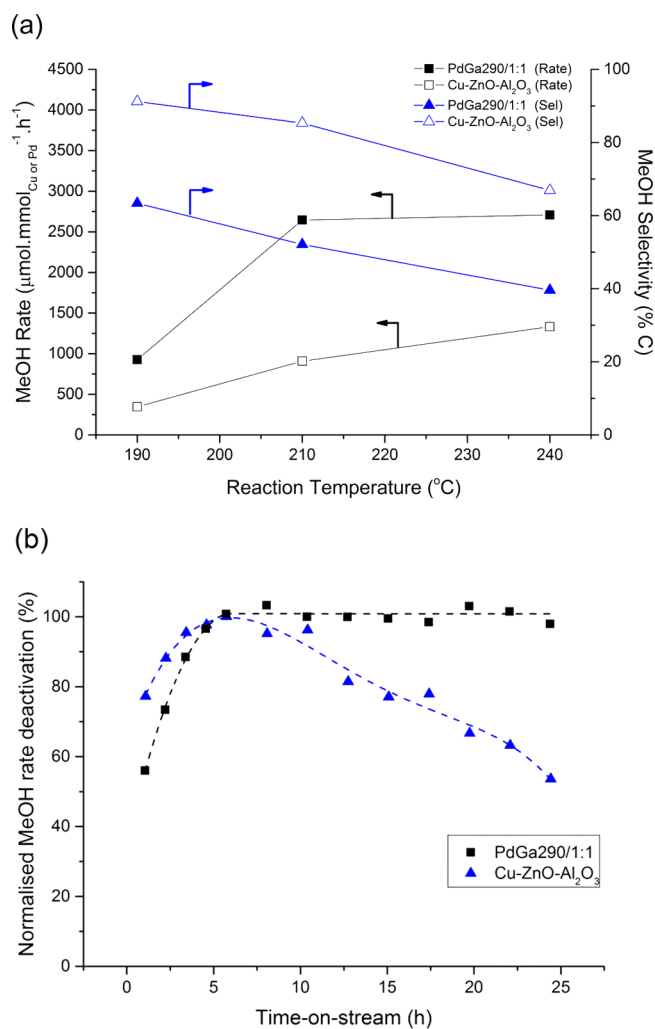 (a)
PdGa290/1:1 (Rate)
Cu-ZnO-Al₂O₃ (Rate)
PdGa290/1:1 (Sel)
Cu-ZnO-Al₂O₃ (Sel)
MeOH Rate (µmol.mmol_Cu or Pd⁻¹.h⁻¹)
4500
4000
3500
3000
2500
2000
1500
1000
500
0
100
80
60
40
20
0
MeOH Selectivity (% C)
190 200 210 220 230 240
Reaction Temperature (°C)
(b)
Normalised MeOH rate deactivation (%)
100
80
60
40
20
0
PdGa290/1:1
Cu-ZnO-Al₂O₃
0 5 10 15 20 25
Time-on-stream (h)